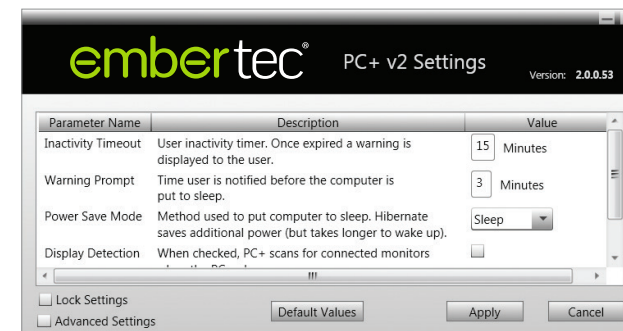 embertec® PC+ v2 Settings Version: 2.0.0.53
Parameter Name Description Value
Inactivity Timeout User inactivity timer. Once expired a warning is 15 Minutes
displayed to the user.
Warning Prompt Time user is notified before the computer is 3 Minutes
put to sleep.
Power Save Mode Method used to put computer to sleep. Hibernate Sleep
saves additional power (but takes longer to wake up).
Display Detection When checked, PC+ scans for connected monitors
Lock Settings
Advanced Settings Default Values Apply Cancel